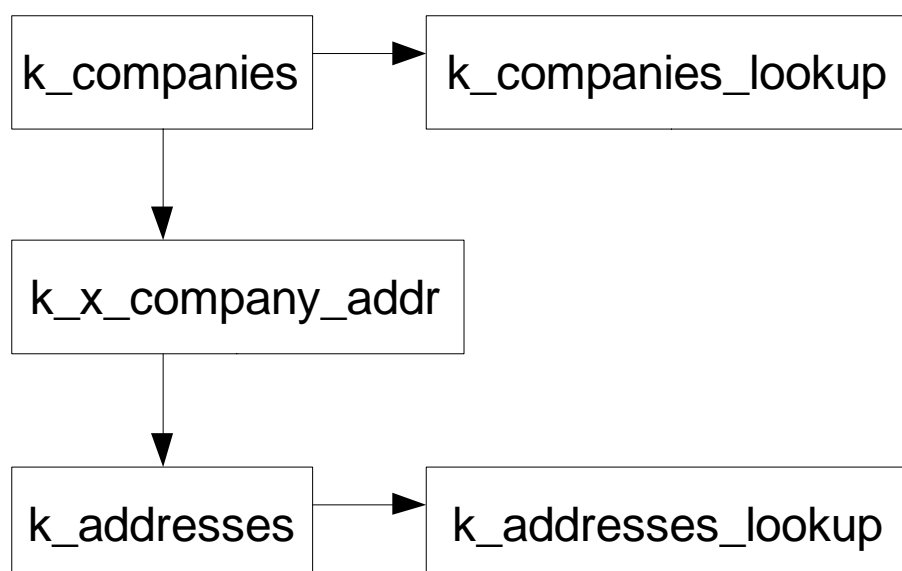 k_companies
k_companies_lookup
k_x_company_addr
k_addresses
k_addresses_lookup